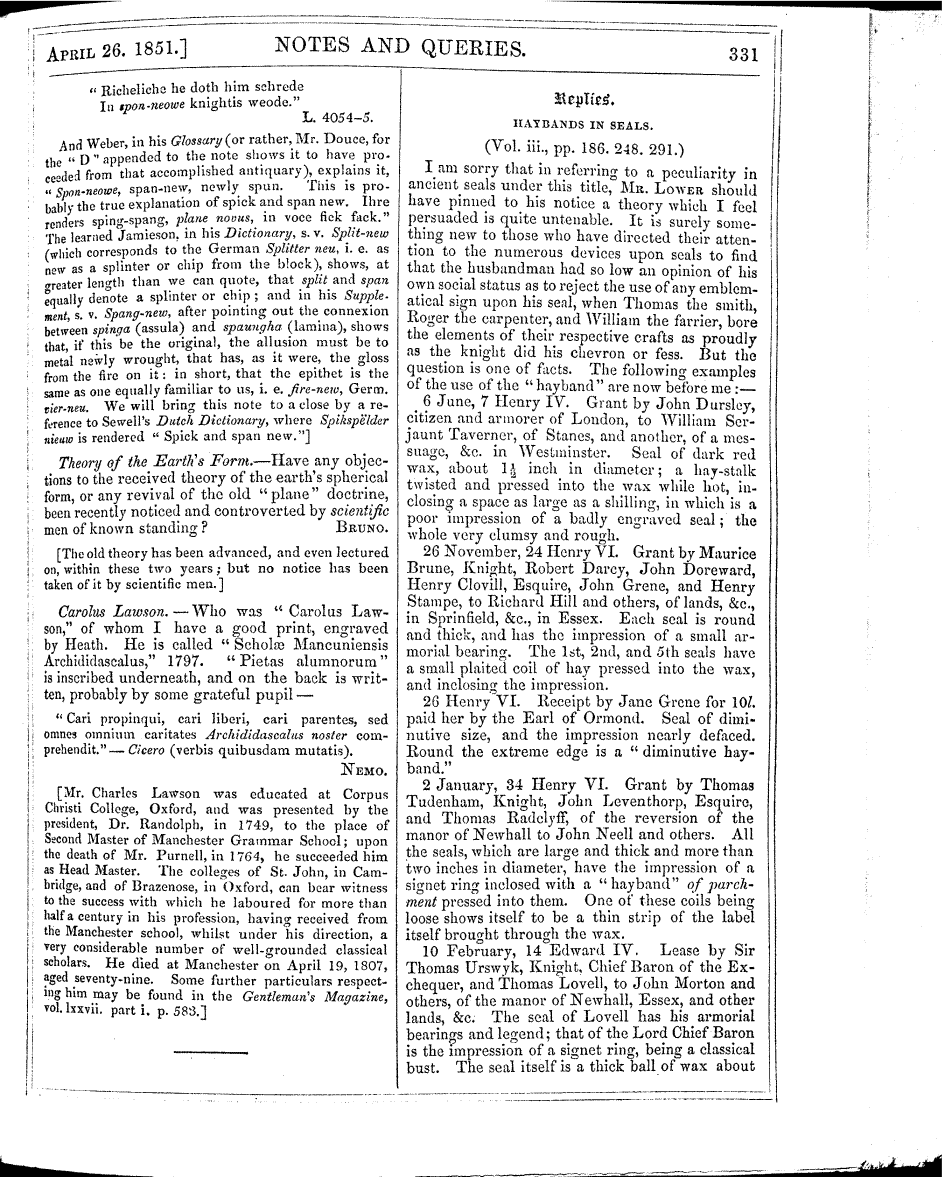 APRIL 26. 1851.]
NOTES AND QUERIES.
331
“ Richeliche he doth him schrede
In spon-neowe knightis weode.”
L. 4054–5.
And Weber, in his Glossary (or rather, Mr. Douce, for
the “ D ” appended to the note shows it to have pro-
ceeded from that accomplished antiquary), explains it,
“ Spon-neowe, span-new, newly spun. This is pro-
bably the true explanation of spick and span new. Ihre
renders sping-spang, plane novus, in voce fick fack.”
The learned Jamieson, in his Dictionary, s. v. Split-new
(which corresponds to the German Splitter neu, i. e. as
new as a splinter or chip from the block), shows, at
greater length than we can quote, that split and span
equally denote a splinter or chip ; and in his Supple-
ment, s. v. Spang-new, after pointing out the connexion
between spinga (assula) and spaungha (lamina), shows
that, if this be the original, the allusion must be to
metal newly wrought, that has, as it were, the gloss
from the fire on it : in short, that the epithet is the
same as one equally familiar to us, i. e. fire-new, Germ.
vier-neu. We will bring this note to a close by a re-
ference to Sewell's Dutch Dictionary, where Spikspëlder
nieuw is rendered “ Spick and span new.”]
Theory of the Earth's Form.—Have any objec-
tions to the received theory of the earth's spherical
form, or any revival of the old “ plane” doctrine,
been recently noticed and controverted by scientific
men of known standing ? BRUNO.
[The old theory has been advanced, and even lectured
on, within these two years ; but no notice has been
taken of it by scientific men.]
Carolus Lawson. — Who was “ Carolus Law-
son,” of whom I have a good print, engraved
by Heath. He is called “ Scholæ Mancuniensis
Archididascalus,” 1797. “ Pietas alumnorum ”
is inscribed underneath, and on the back is writ-
ten, probably by some grateful pupil —
“ Cari propinqui, cari liberi, cari parentes, sed
omnes omnium caritates Archididascalus noster com-
prehendit.” — Cicero (verbis quibusdam mutatis).
NEMO.
[Mr. Charles Lawson was educated at Corpus
Christi College, Oxford, and was presented by the
president, Dr. Randolph, in 1749, to the place of
Second Master of Manchester Grammar School ; upon
the death of Mr. Purnell, in 1764, he succeeded him
as Head Master. The colleges of St. John, in Cam-
bridge, and of Brazenose, in Oxford, can bear witness
to the success with which he laboured for more than
half a century in his profession, having received from
the Manchester school, whilst under his direction, a
very considerable number of well-grounded classical
scholars. He died at Manchester on April 19, 1807,
aged seventy-nine. Some further particulars respect-
ing him may be found in the Gentleman's Magazine,
vol. lxxvii. part i. p. 583.]
Replies.
HAYBANDS IN SEALS.
(Vol. iii., pp. 186. 248. 291.)
I am sorry that in referring to a peculiarity in
ancient seals under this title, MR. LOWER should
have pinned to his notice a theory which I feel
persuaded is quite untenable. It is surely some-
thing new to those who have directed their atten-
tion to the numerous devices upon seals to find
that the husbandman had so low an opinion of his
own social status as to reject the use of any emblem-
atical sign upon his seal, when Thomas the smith,
Roger the carpenter, and William the farrier, bore
the elements of their respective crafts as proudly
as the knight did his chevron or fess. But the
question is one of facts. The following examples
of the use of the “ hayband ” are now before me :—
6 June, 7 Henry IV. Grant by John Dursley,
citizen and armorer of London, to William Ser-
jaunt Taverner, of Stanes, and another, of a mes-
suage, &c. in Westminster. Seal of dark red
wax, about 1½ inch in diameter ; a hay-stalk
twisted and pressed into the wax while hot, in-
closing a space as large as a shilling, in which is a
poor impression of a badly engraved seal ; the
whole very clumsy and rough.
26 November, 24 Henry VI. Grant by Maurice
Brune, Knight, Robert Darcy, John Doreward,
Henry Clovill, Esquire, John Grene, and Henry
Stampe, to Richard Hill and others, of lands, &c.,
in Sprinfield, &c., in Essex. Each seal is round
and thick, and has the impression of a small ar-
morial bearing. The 1st, 2nd, and 5th seals have
a small plaited coil of hay pressed into the wax,
and inclosing the impression.
26 Henry VI. Receipt by Jane Grene for 10l.
paid her by the Earl of Ormond. Seal of dimi-
nutive size, and the impression nearly defaced.
Round the extreme edge is a “ diminutive hay-
band.”
2 January, 34 Henry VI. Grant by Thomas
Tudenham, Knight, John Leventhorp, Esquire,
and Thomas Radclyff, of the reversion of the
manor of Newhall to John Neell and others. All
the seals, which are large and thick and more than
two inches in diameter, have the impression of a
signet ring inclosed with a “ hayband ” of parch-
ment pressed into them. One of these coils being
loose shows itself to be a thin strip of the label
itself brought through the wax.
10 February, 14 Edward IV. Lease by Sir
Thomas Urswyk, Knight, Chief Baron of the Ex-
chequer, and Thomas Lovell, to John Morton and
others, of the manor of Newhall, Essex, and other
lands, &c. The seal of Lovell has his armorial
bearings and legend ; that of the Lord Chief Baron
is the impression of a signet ring, being a classical
bust. The seal itself is a thick ball of wax about